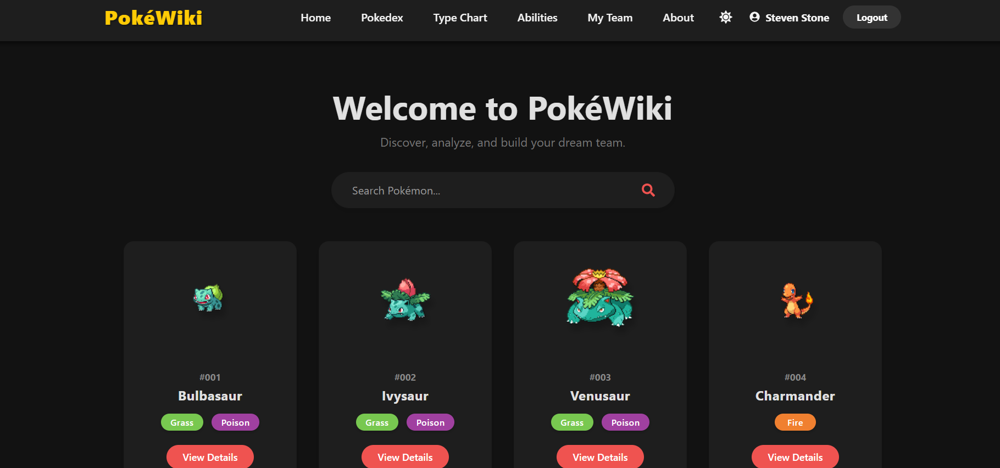 PokéWiki Home Pokedex Type Chart Abilities My Team About Steven Stone Logout
Welcome to PokéWiki
Discover, analyze, and build your dream team.
Search Pokémon...
#001 #002 #003 #004
Bulbasaur Ivysaur Venusaur Charmander
Grass Poison Grass Poison Grass Poison Fire
View Details View Details View Details View Details